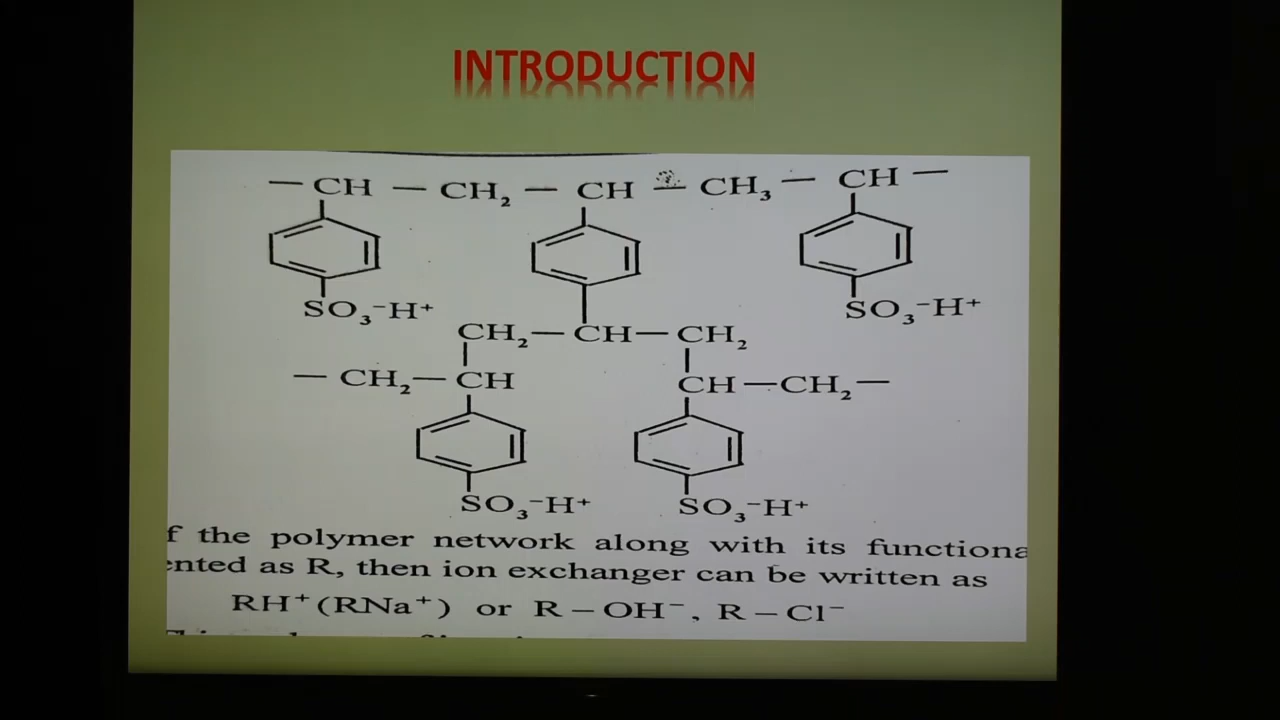 INTRODUCTION
— CH — CH₂ — CH — CH₃ — CH —
SO₃⁻H⁺ SO₃⁻H⁺
CH₂—CH—CH₂
— CH₂—CH CH—CH₂—
SO₃⁻H⁺ SO₃⁻H⁺
f the polymer network along with its functiona
ented as R, then ion exchanger can be written as
RH⁺(RNa⁺) or R – OH⁻, R – Cl⁻